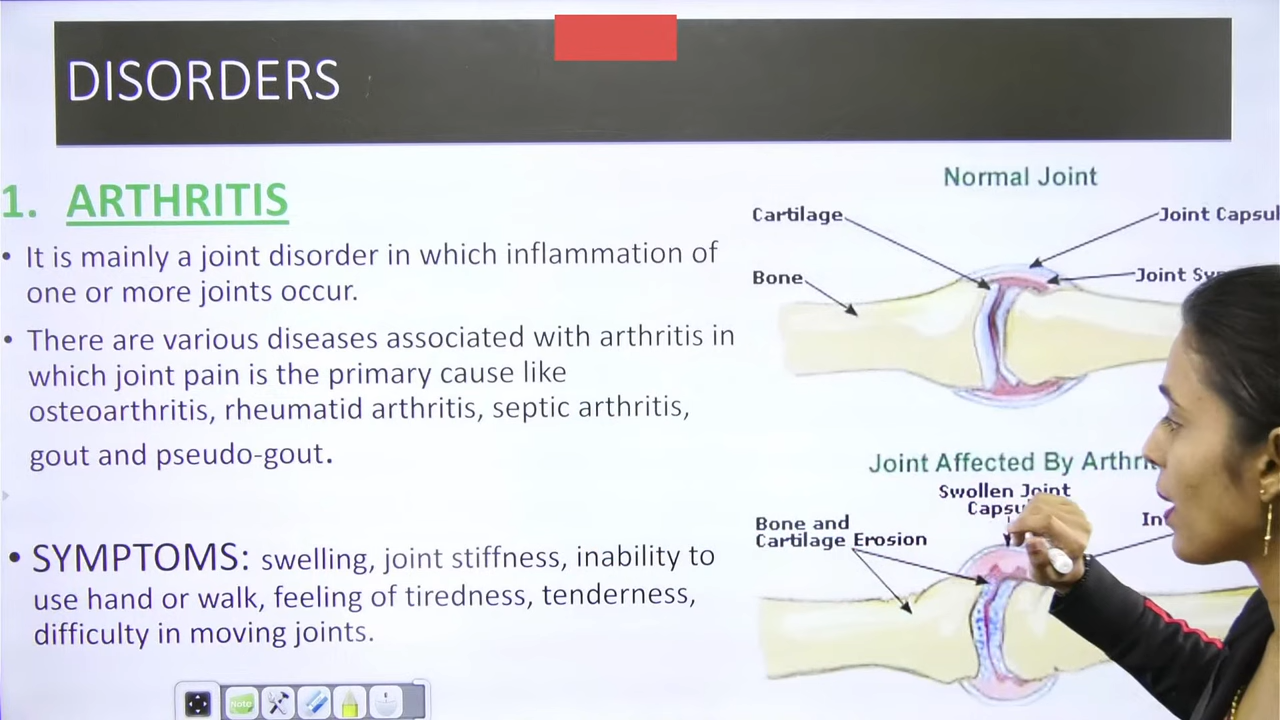 DISORDERS
1. ARTHRITIS
• It is mainly a joint disorder in which inflammation of
one or more joints occur.
• There are various diseases associated with arthritis in
which joint pain is the primary cause like
osteoarthritis, rheumatid arthritis, septic arthritis,
gout and pseudo-gout.
• SYMPTOMS: swelling, joint stiffness, inability to
use hand or walk, feeling of tiredness, tenderness,
difficulty in moving joints.
Normal Joint
Cartilage
Joint Capsul
Bone
Joint
Joint Affected By
Swollen Joint
Bone and
Cartilage Erosion
Note